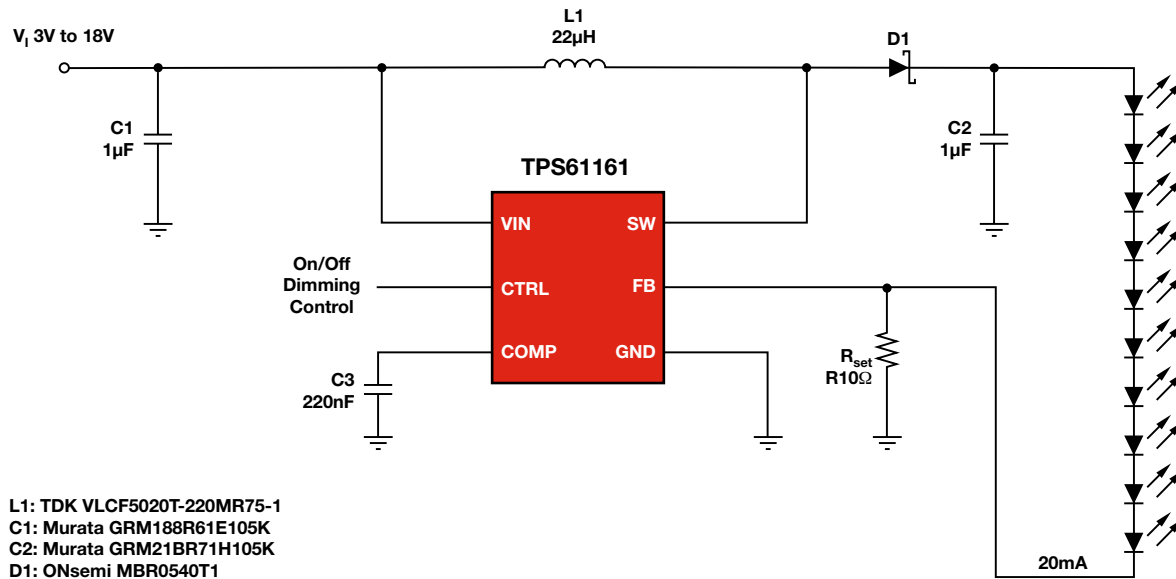 V_I 3V to 18V
L1
22µH
D1
C1
1µF
C2
1µF
TPS61161
VIN
SW
On/Off
Dimming
Control
CTRL
FB
COMP
GND
C3
220nF
R_set
R10Ω
L1: TDK VLCF5020T-220MR75-1
C1: Murata GRM188R61E105K
C2: Murata GRM21BR71H105K
D1: ONsemi MBR0540T1
20mA